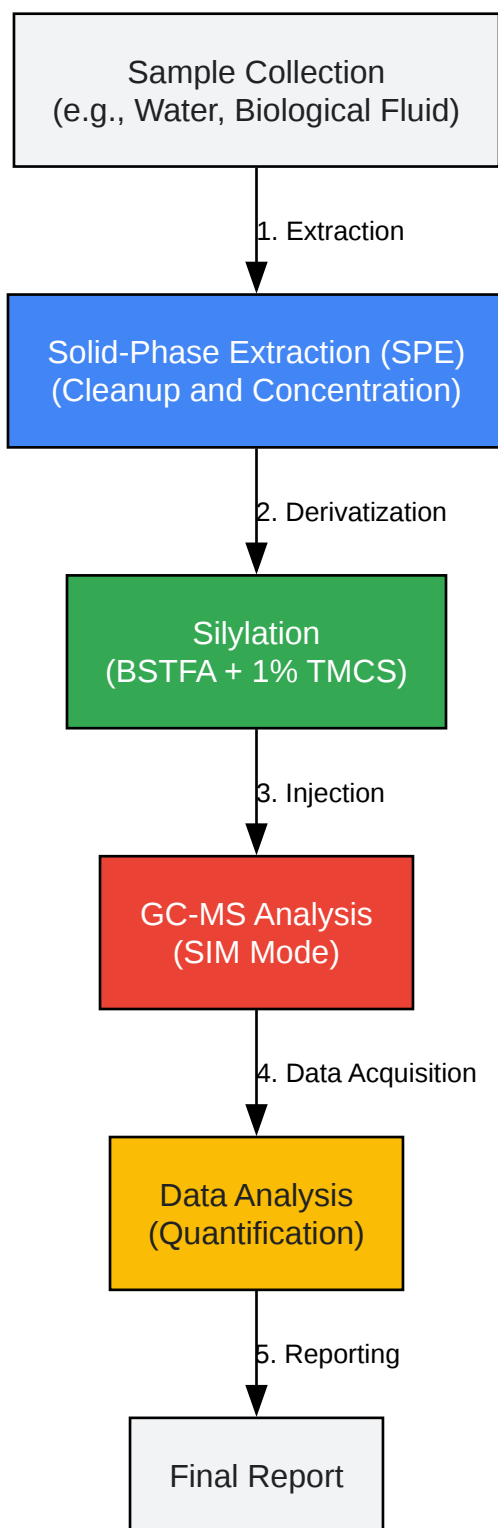 Sample Collection
(e.g., Water, Biological Fluid)
1. Extraction
Solid-Phase Extraction (SPE)
(Cleanup and Concentration)
2. Derivatization
Silylation
(BSTFA + 1% TMCS)
3. Injection
GC-MS Analysis
(SIM Mode)
4. Data Acquisition
Data Analysis
(Quantification)
5. Reporting
Final Report